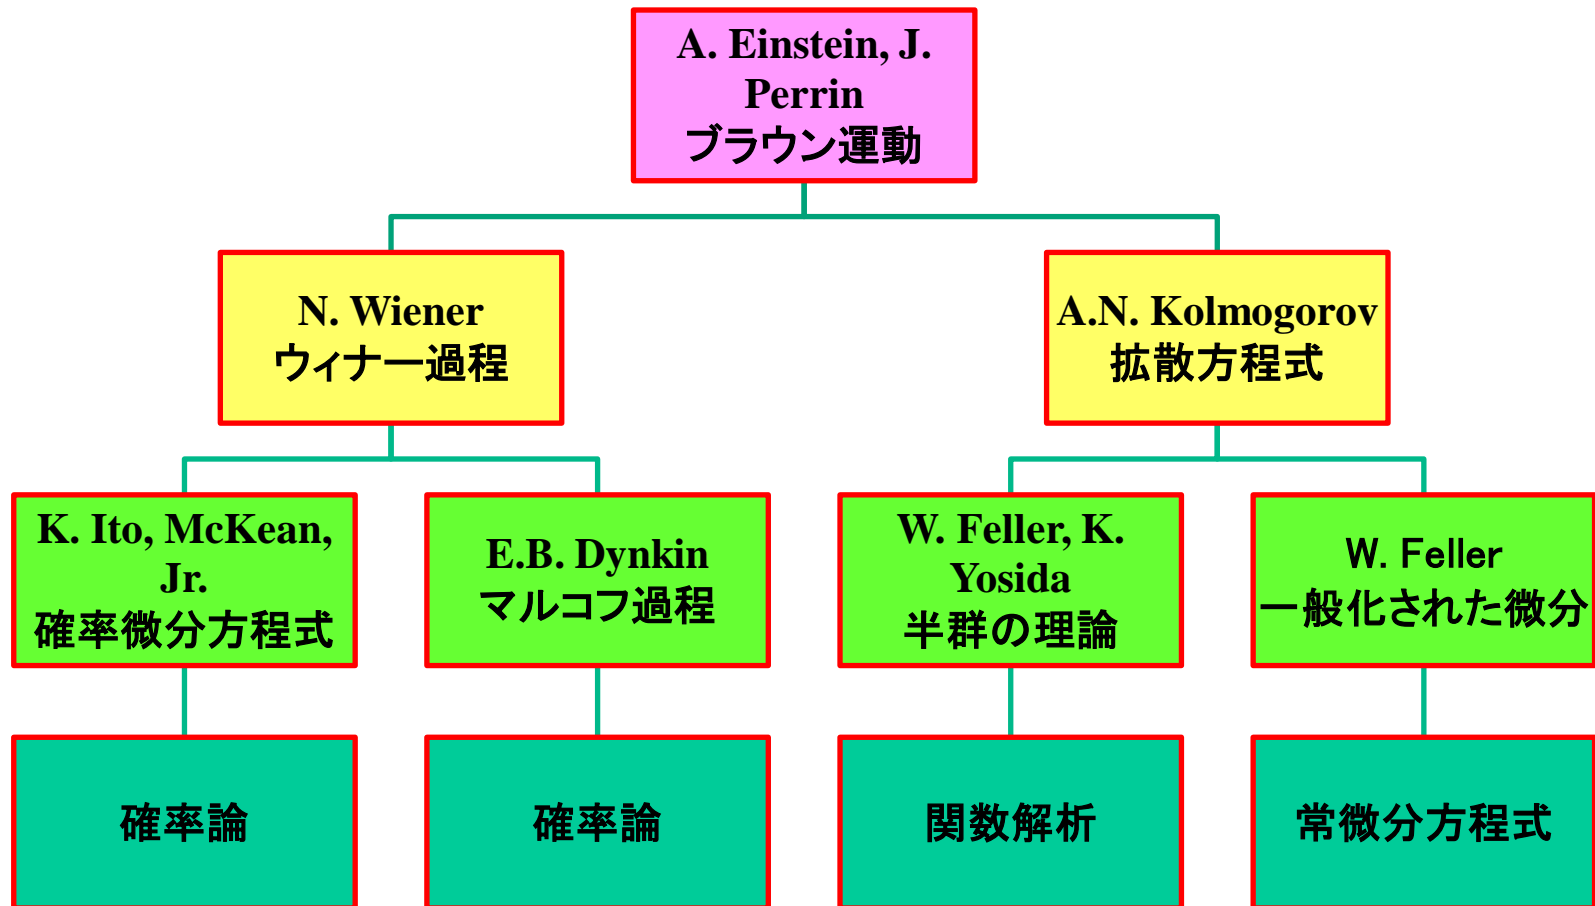 A. Einstein, J.
Perrin
ブラウン運動
N. Wiener
ウィナー過程
A.N. Kolmogorov
拡散方程式
K. Ito, McKean,
Jr.
確率微分方程式
E.B. Dynkin
マルコフ過程
W. Feller, K.
Yosida
半群の理論
W. Feller
一般化された微分
確率論
確率論
関数解析
常微分方程式